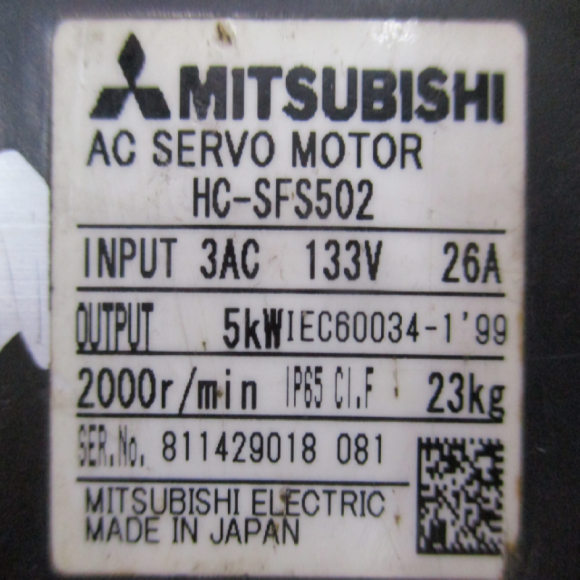 MITSUBISHI
AC SERVO MOTOR
HC-SFS502
INPUT 3AC 133V 26A
OUTPUT 5kW IEC60034-1'99
2000r/min IP65 CI.F 23kg
SER.No. 811429018 081
MITSUBISHI ELECTRIC
MADE IN JAPAN